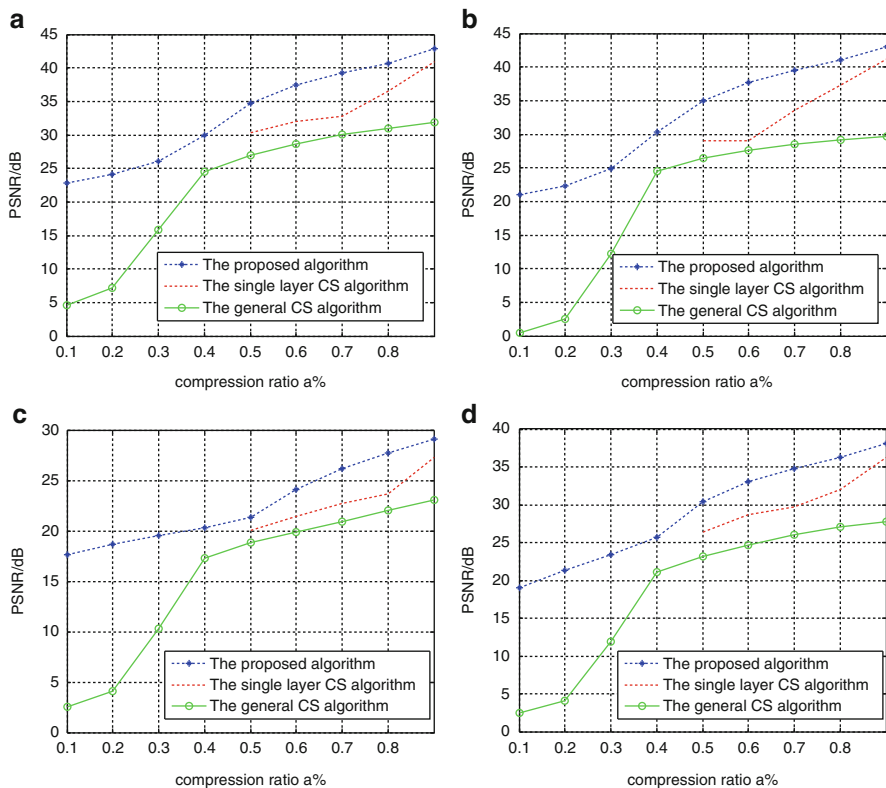 a
45
40
35
30
25
20
15
10
5
0
PSNR/dB
The proposed algorithm
The single layer CS algorithm
The general CS algorithm
0.1 0.2 0.3 0.4 0.5 0.6 0.7 0.8
compression ratio a%
b
45
40
35
30
25
20
15
10
5
0
PSNR/dB
The proposed algorithm
The single layer CS algorithm
The general CS algorithm
0.1 0.2 0.3 0.4 0.5 0.6 0.7 0.8
compression ratio a%
c
30
25
20
15
10
5
0
PSNR/dB
The proposed algorithm
The single layer CS algorithm
The general CS algorithm
0.1 0.2 0.3 0.4 0.5 0.6 0.7 0.8
compression ratio a%
d
40
35
30
25
20
15
10
5
0
PSNR/dB
The proposed algorithm
The single layer CS algorithm
The general CS algorithm
0.1 0.2 0.3 0.4 0.5 0.6 0.7 0.8
compression ratio a%